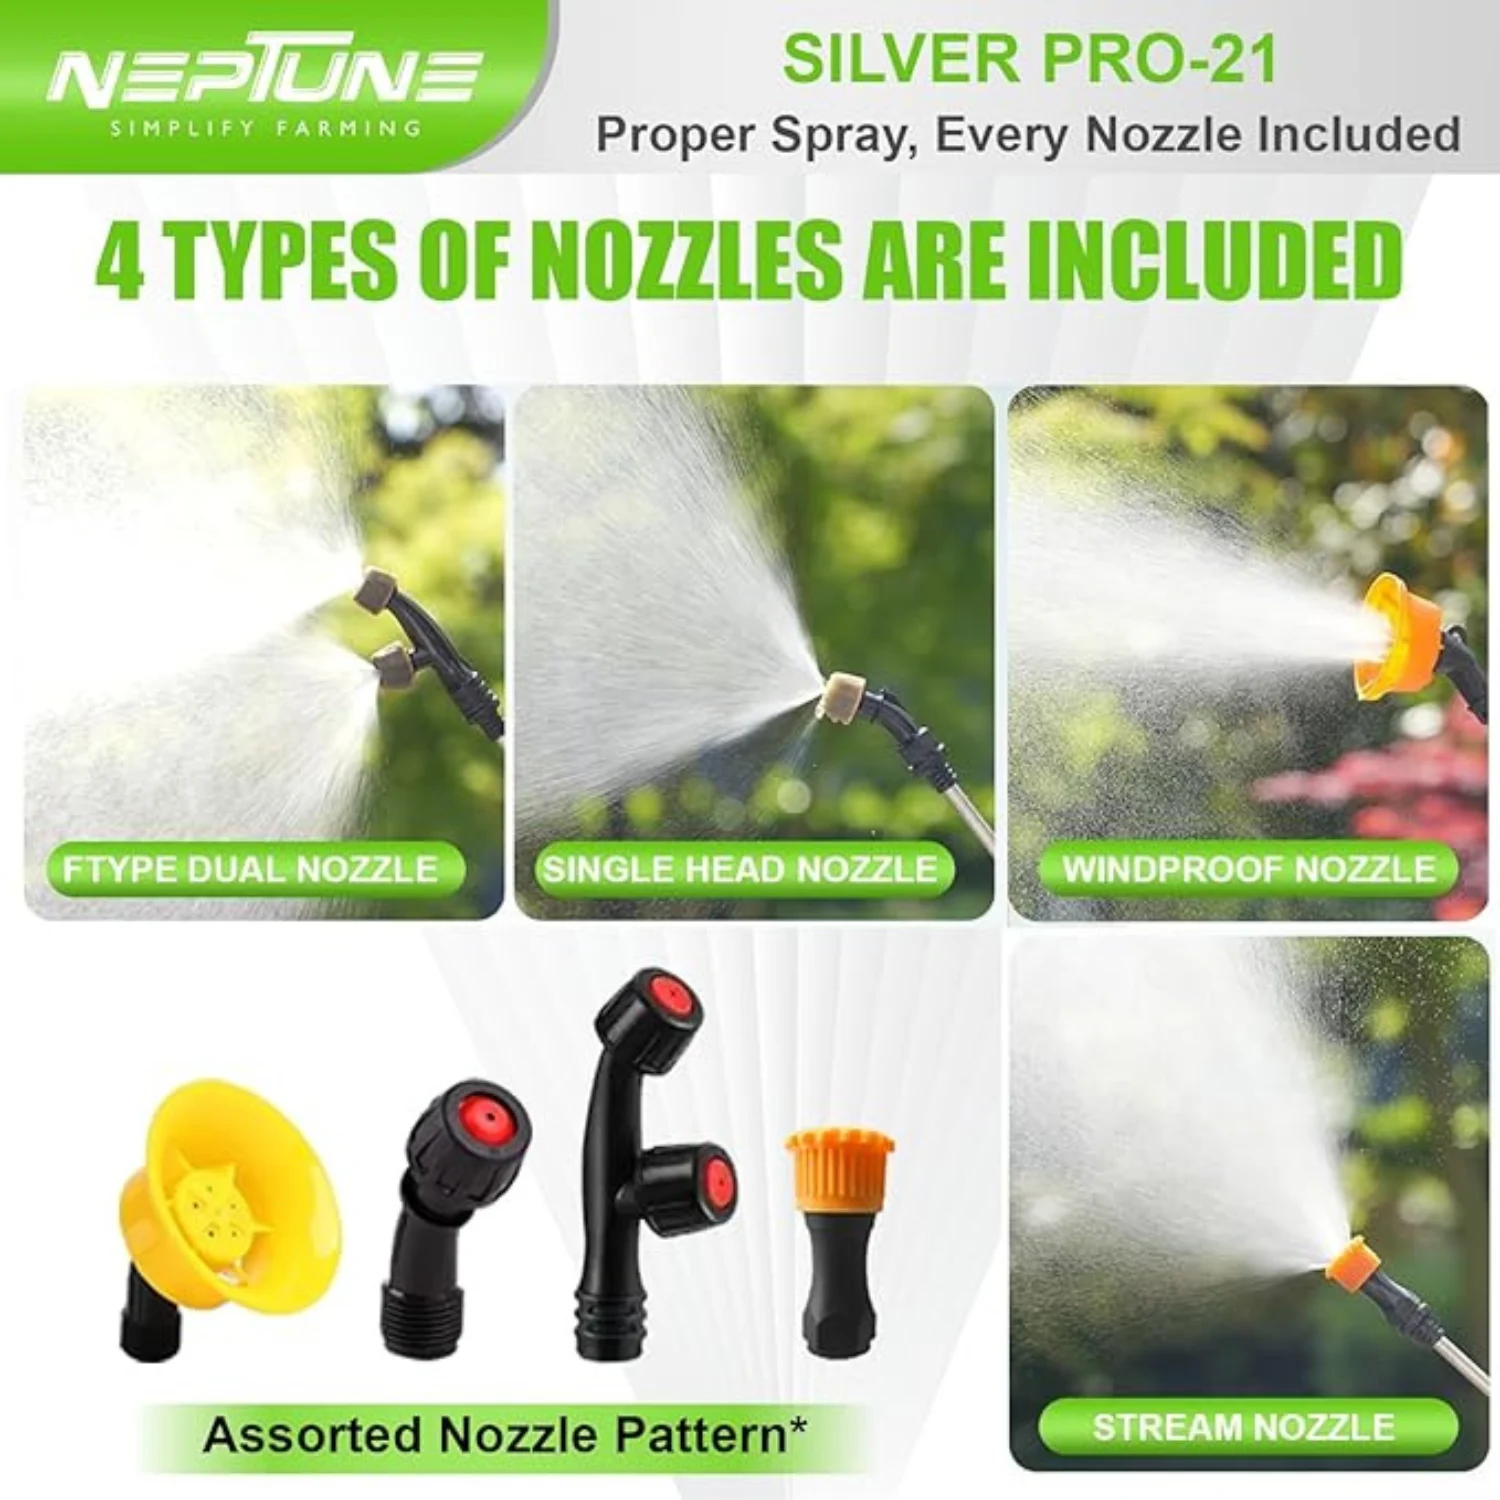 NEPTUNE
SIMPLIFY FARMING
SILVER PRO-21
Proper Spray, Every Nozzle Included
4 TYPES OF NOZZLES ARE INCLUDED
FTYPE DUAL NOZZLE
SINGLE HEAD NOZZLE
WINDPROOF NOZZLE
Assorted Nozzle Pattern*
STREAM NOZZLE